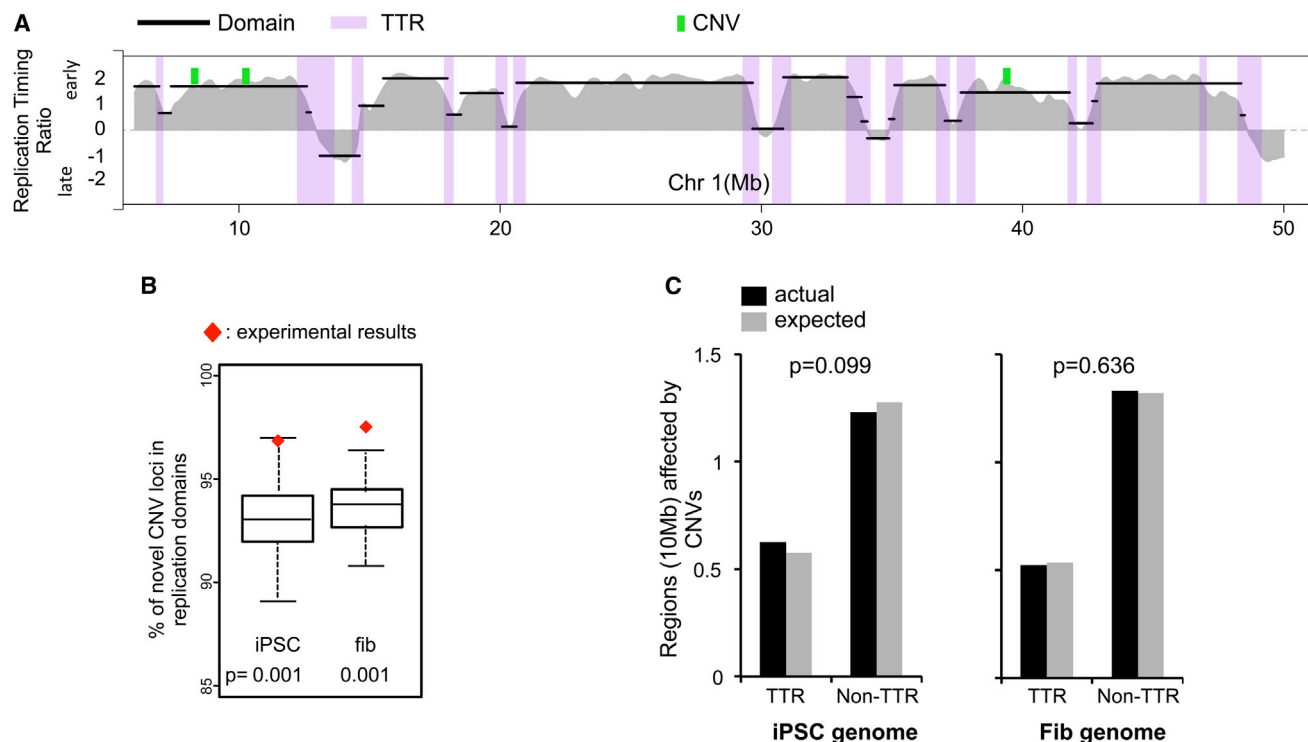 A
Domain
TTR
CNV
Replication Timing
Ratio
late
early
2
1
0
-1
-2
Chr 1(Mb)
10
20
30
40
50
B
: experimental results
% of novel CNV loci in
replication domains
100
95
90
85
iPSC
fib
p= 0.001
0.001
C
actual
expected
Regions (10Mb) affected by
CNVs
1.5
1
0.5
0
p=0.099
p=0.636
TTR
Non-TTR
TTR
Non-TTR
iPSC genome
Fib genome